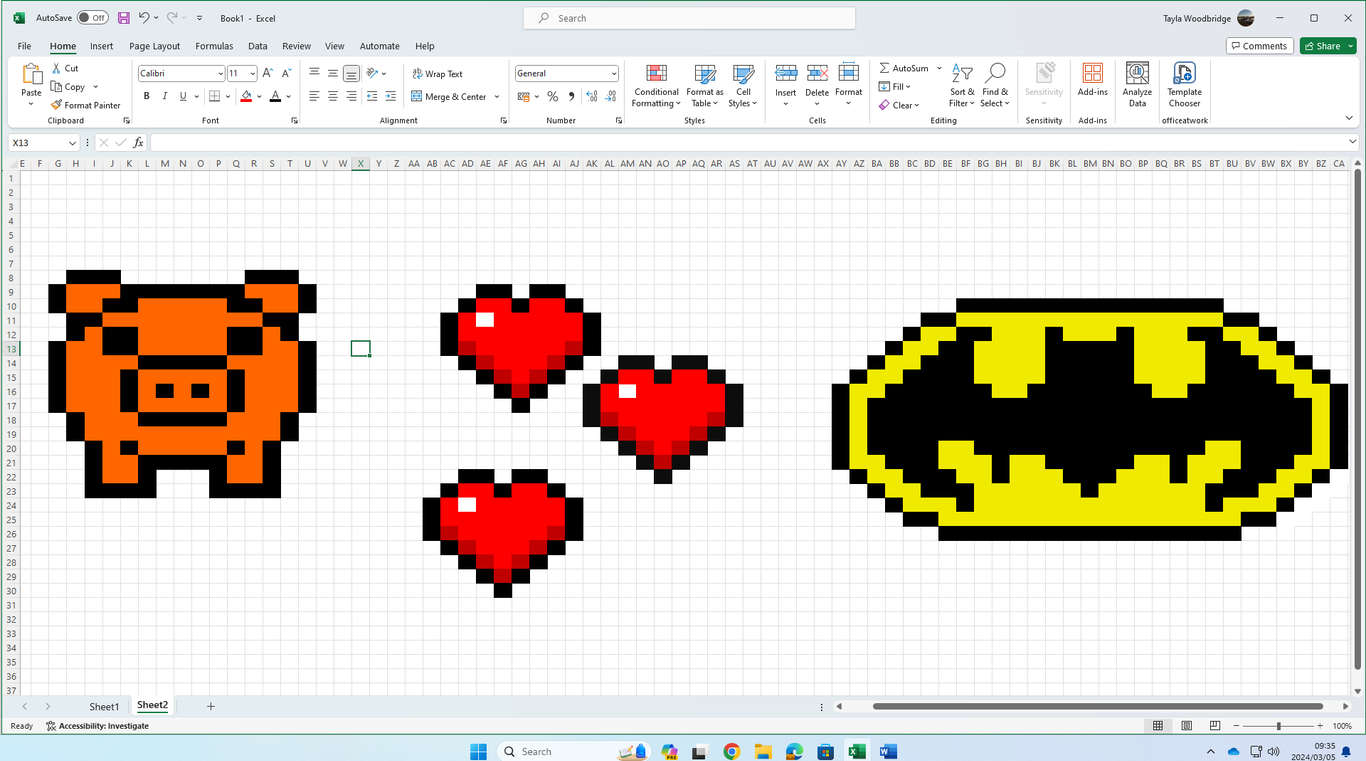 AutoSave Off Book1 - Excel Search Tayla Woodbridge
File Home Insert Page Layout Formulas Data Review View Automate Help Comments Share
Paste Cut Copy Format Painter Clipboard
Calibri 11 B I U A Font
Wrap Text Merge & Center Alignment
General % Number
Conditional Formatting Format as Table Cell Styles Styles
Insert Delete Format Cells
AutoSum Fill Clear Sort & Filter Find & Select Editing
Sensitivity Sensitivity
Add-ins Add-ins
Analyze Data
Template Chooser officeatwork
X13 fx
E F G H I J K L M N O P Q R S T U V W X Y Z AA AB AC AD AE AF AG AH AI AJ AK AL AM AN AO AP AQ AR AS AT AU AV AW AX AY AZ BA BB BC BD BE BF BG BH BI BJ BK BL BM BN BO BP BQ BR BS BT BU BV BW BX BY BZ CA
1
2
3
4
5
6
7
8
9
10
11
12
13
14
15
16
17
18
19
20
21
22
23
24
25
26
27
28
29
30
31
32
33
34
35
36
37
Sheet1 Sheet2
Ready Accessibility: Investigate 100%
Search PRE 09:35
2024/03/05